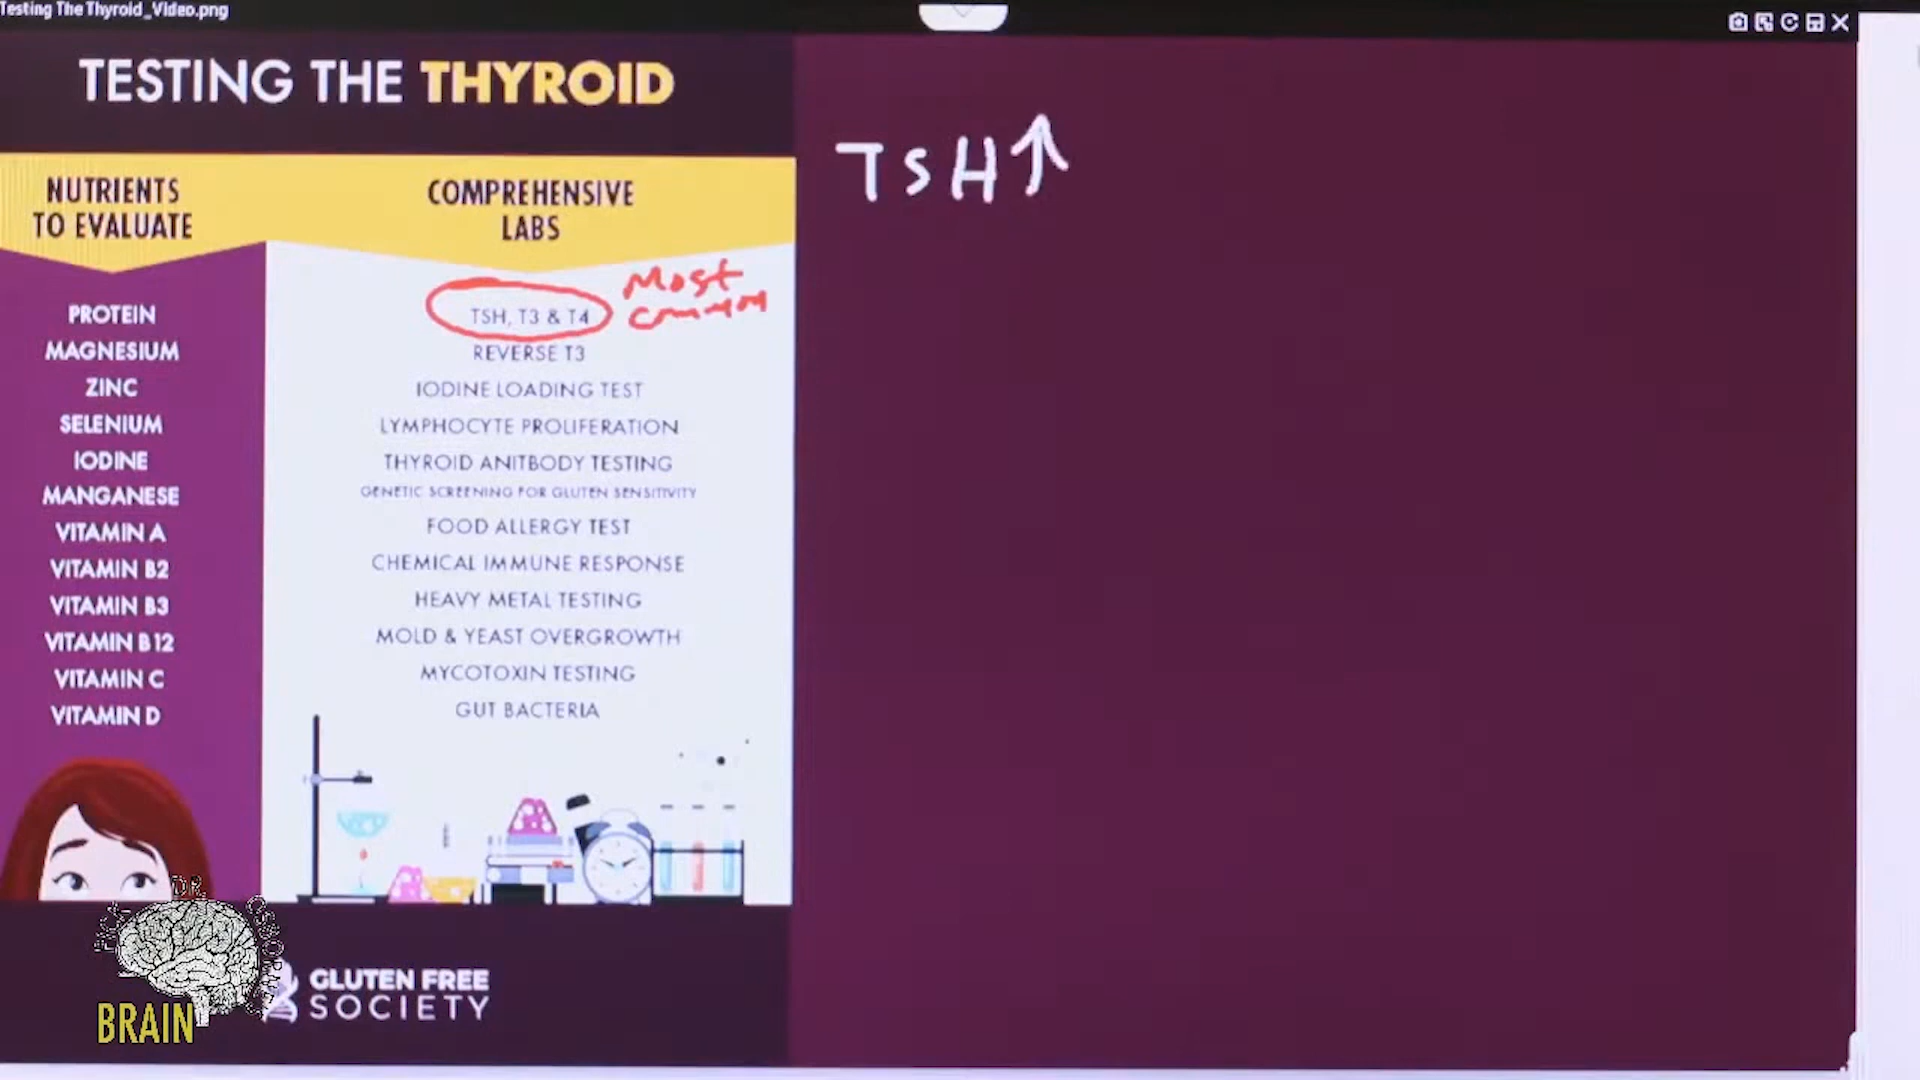 Testing The Thyroid_Video.png
TESTING THE THYROID
NUTRIENTS
TO EVALUATE
PROTEIN
MAGNESIUM
ZINC
SELENIUM
IODINE
MANGANESE
VITAMIN A
VITAMIN B2
VITAMIN B3
VITAMIN B12
VITAMIN C
VITAMIN D
COMPREHENSIVE
LABS
TSH, T3 & T4
Most
common
REVERSE T3
IODINE LOADING TEST
LYMPHOCYTE PROLIFERATION
THYROID ANITBODY TESTING
GENETIC SCREENING FOR GLUTEN SENSITIVITY
FOOD ALLERGY TEST
CHEMICAL IMMUNE RESPONSE
HEAVY METAL TESTING
MOLD & YEAST OVERGROWTH
MYCOTOXIN TESTING
GUT BACTERIA
TSH↑
DR.
BRAIN
GLUTEN FREE
SOCIETY